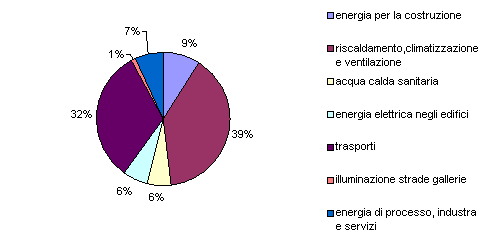 7%
9%
1%
32%
39%
6%
6%
energia per la costruzione
riscaldamento,climatizzazione
e ventilazione
acqua calda sanitaria
energia elettrica negli edifici
trasporti
illuminazione strade gallerie
energia di processo, industra
e servizi